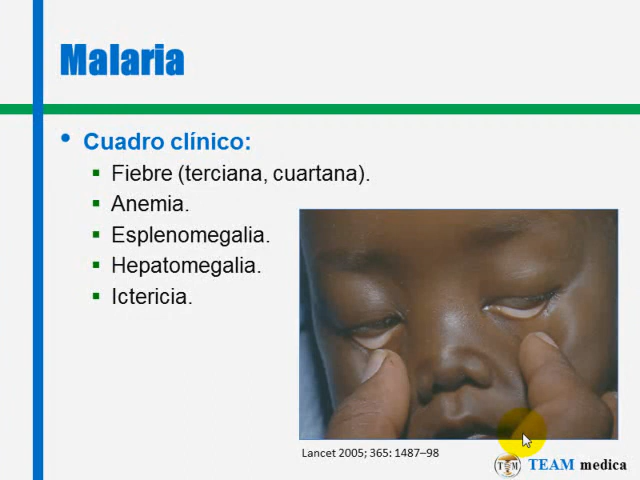 Malaria
• Cuadro clínico:
▪ Fiebre (terciana, cuartana).
▪ Anemia.
▪ Esplenomegalia.
▪ Hepatomegalia.
▪ Ictericia.
Lancet 2005; 365: 1487–98
TEAM medica